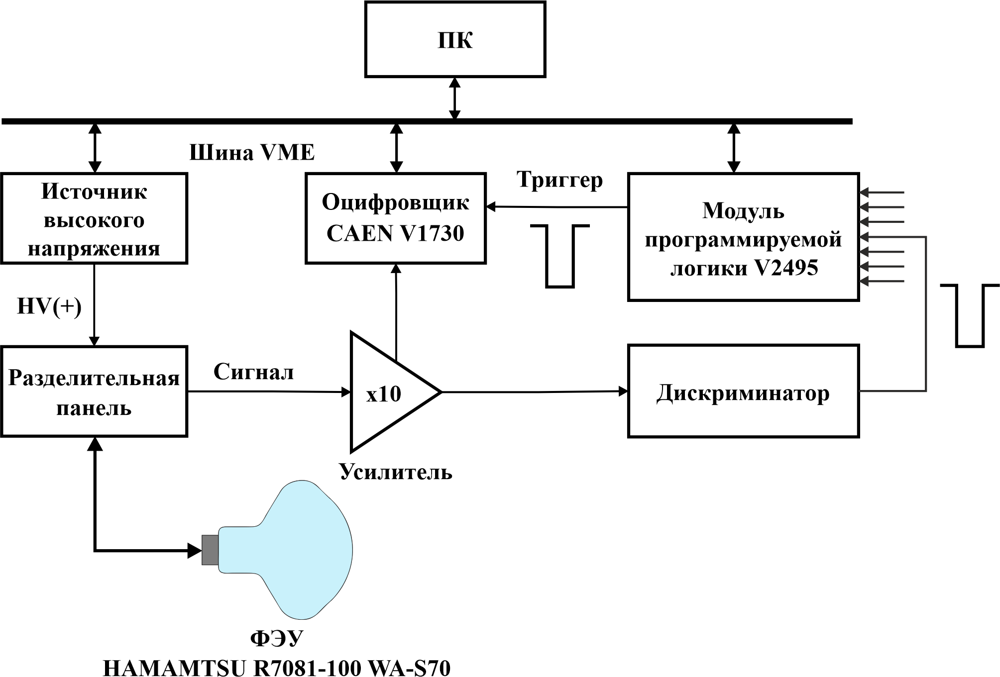 ПК
Шина VME
Источник
высокого
напряжения
Оцифровщик
CAEN V1730
Триггер
Модуль
программируемой
логики V2495
HV(+)
Разделительная
панель
Сигнал
x10
Усилитель
Дискриминатор
ФЭУ
HAMAMTSU R7081-100 WA-S70